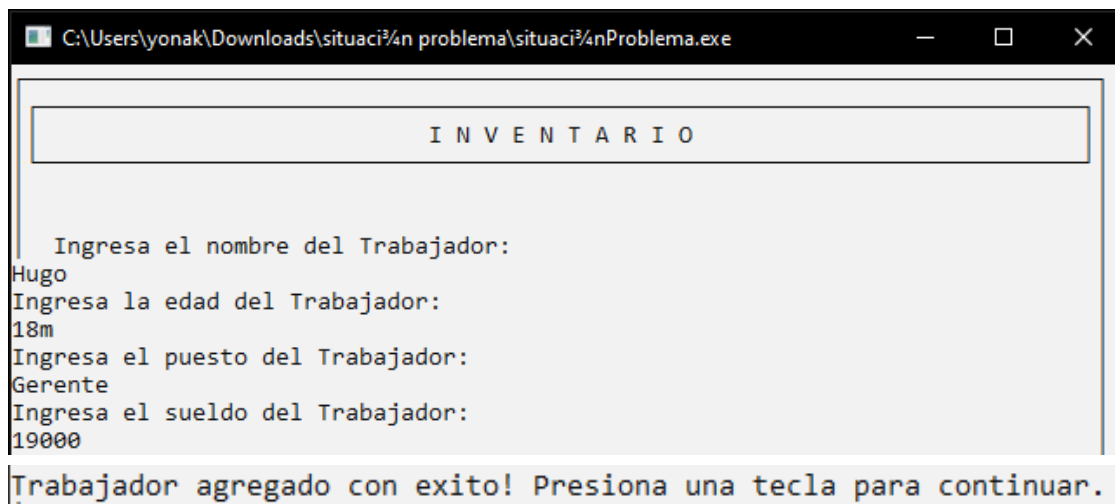 C:\Users\yonak\Downloads\situaci¾n problema\situaci¾nProblema.exe
I N V E N T A R I O
Ingresa el nombre del Trabajador:
Hugo
Ingresa la edad del Trabajador:
18m
Ingresa el puesto del Trabajador:
Gerente
Ingresa el sueldo del Trabajador:
19000
Trabajador agregado con exito! Presiona una tecla para continuar.